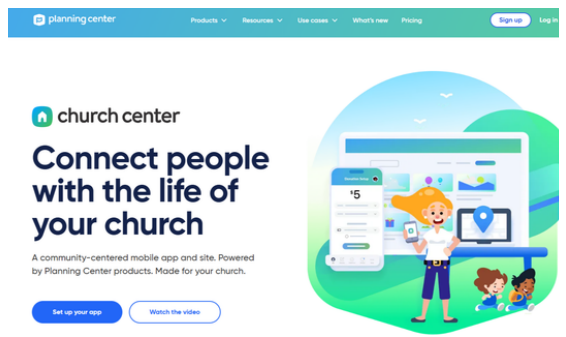 planning center
Products
Resources
Use cases
What's new
Pricing
Sign up
Log in
church center
Connect people
with the life of
your church
A community-centered mobile app and site. Powered
by Planning Center products. Made for your church.
Set up your app
Watch the video
$5